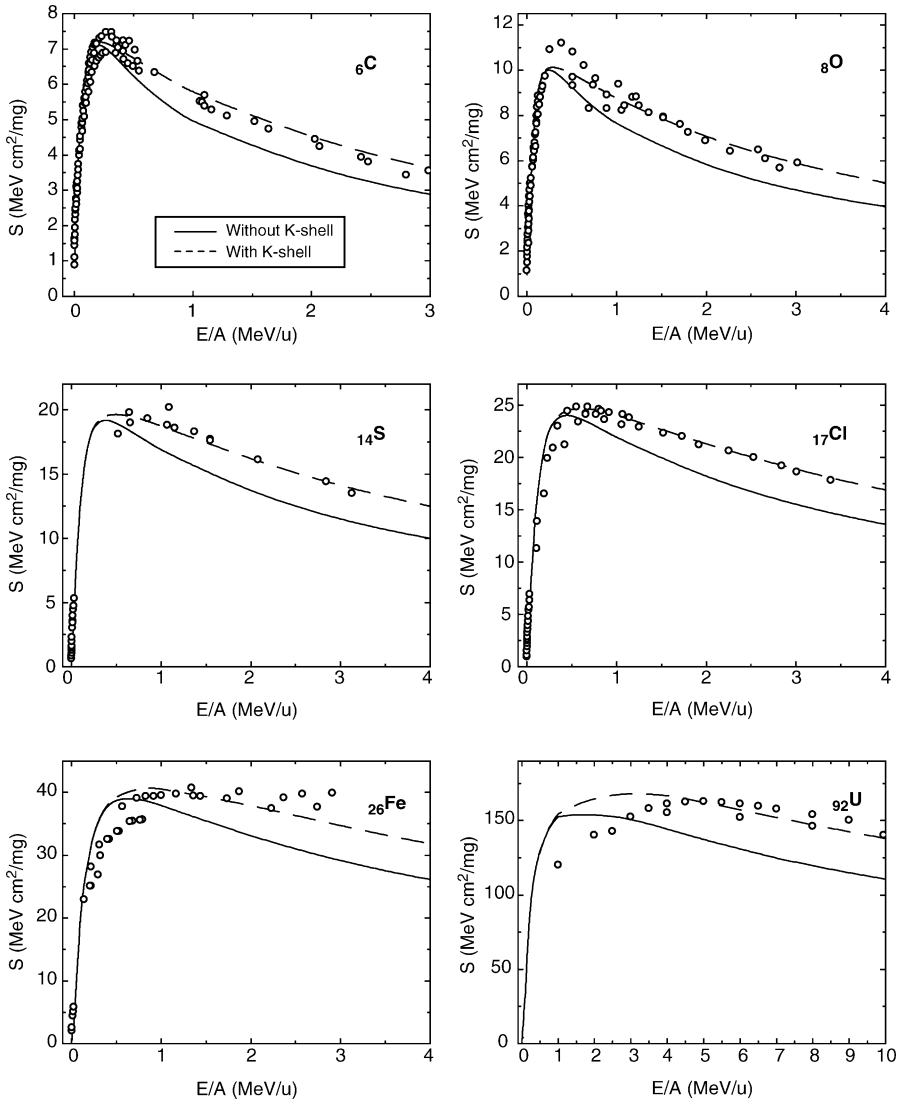 8
7
6
5
4
3
2
1
0
S (MeV cm2/mg)
6C
Without K-shell
With K-shell
0 1 2 3
E/A (MeV/u)
12
10
8
6
4
2
0
S (MeV cm2/mg)
8O
0 1 2 3 4
E/A (MeV/u)
20
15
10
5
0
S (MeV cm2/mg)
14S
0 1 2 3 4
E/A (MeV/u)
25
20
15
10
5
0
S (MeV cm2/mg)
17Cl
0 1 2 3 4
E/A (MeV/u)
40
30
20
10
0
S (MeV cm2/mg)
26Fe
0 1 2 3 4
E/A (MeV/u)
150
100
50
0
S (MeV cm2/mg)
92U
0 1 2 3 4 5 6 7 8 9 10
E/A (MeV/u)